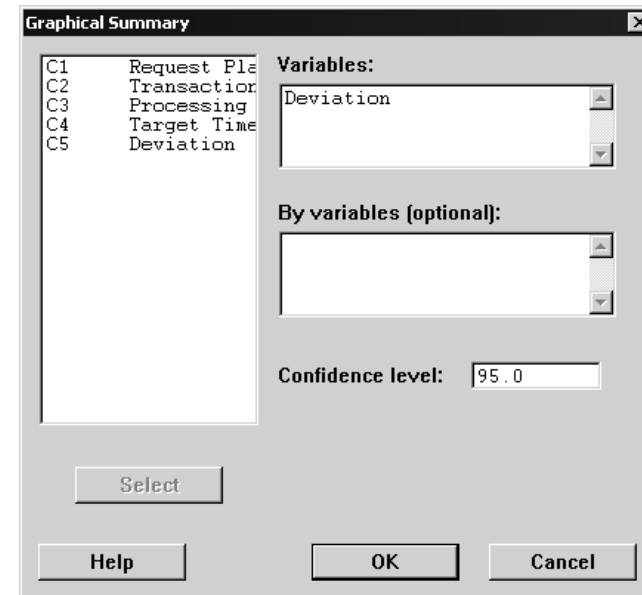 Graphical Summary
C1 Request Pla
C2 Transaction
C3 Processing
C4 Target Time
C5 Deviation
Variables:
Deviation
By variables (optional):
Confidence level: 95.0
Select
Help OK Cancel